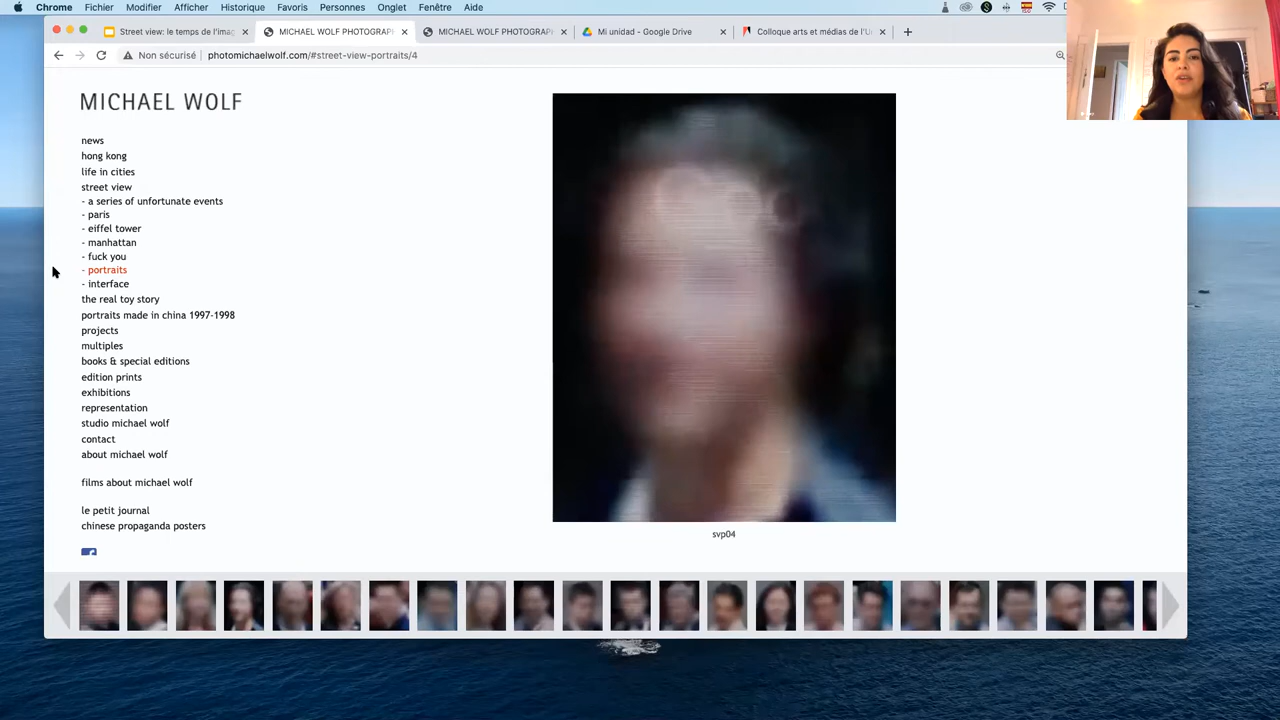 Chrome Fichier Modifier Afficher Historique Favoris Personnes Onglet Fenêtre Aide
Street view: le temps de l'imag
MICHAEL WOLF PHOTOGRAP
MICHAEL WOLF PHOTOGRAP
Mi unidad - Google Drive
Colloque arts et médias de l'U
Non sécurisé photomichaelwolf.com/#street-view-portraits/4
MICHAEL WOLF
news
hong kong
life in cities
street view
- a series of unfortunate events
- paris
- eiffel tower
- manhattan
- fuck you
- portraits
- interface
the real toy story
portraits made in china 1997-1998
projects
multiples
books & special editions
edition prints
exhibitions
representation
studio michael wolf
contact
about michael wolf
films about michael wolf
le petit journal
chinese propaganda posters
svp04